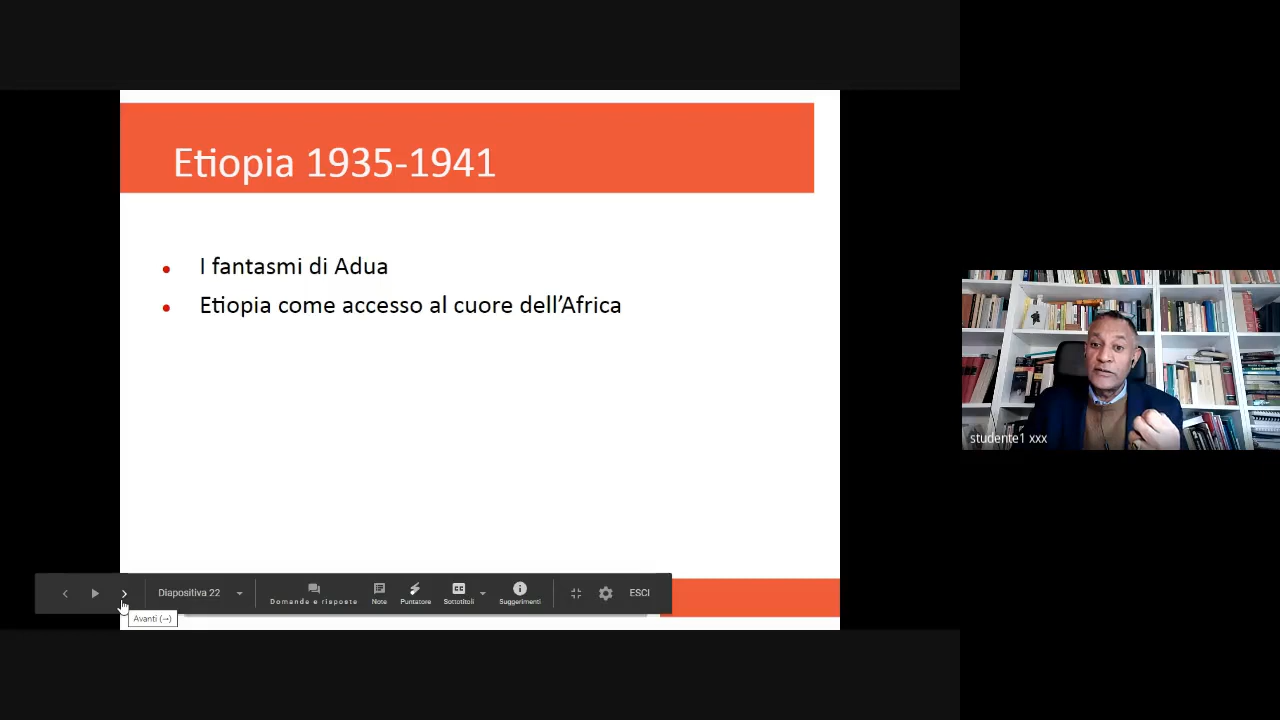 Etiopia 1935-1941
I fantasmi di Adua
Etiopia come accesso al cuore dell'Africa
studente1 xxx
Diapositiva 22
Domande e risposte
Note
Puntatore
Sottotitoli
Suggerimenti
ESCI
Avanti (→)